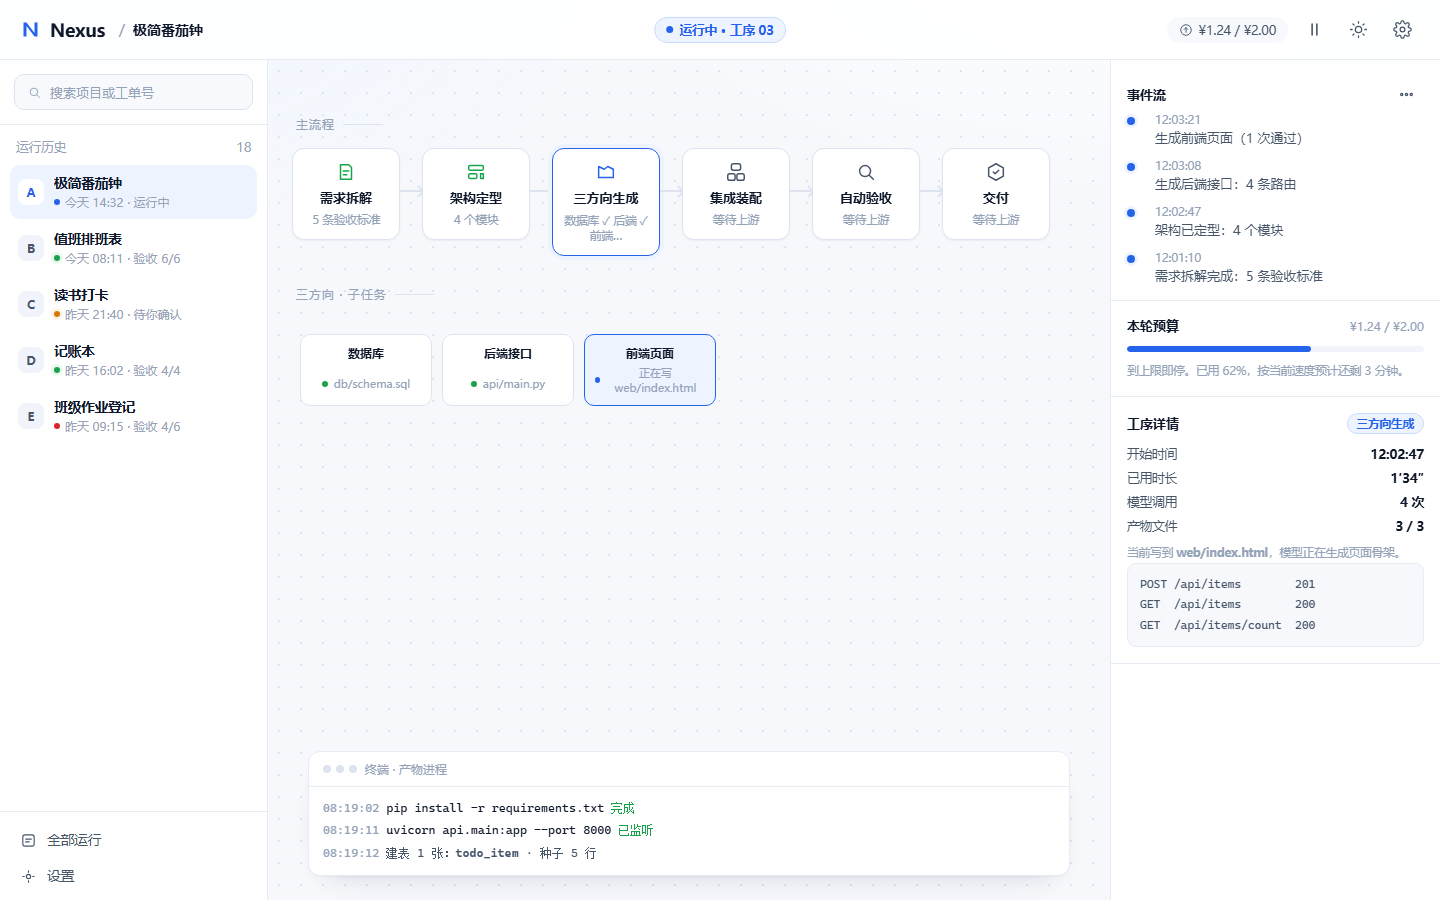 Nexus / 极简番茄钟
运行中 • 工序 03
¥1.24 / ¥2.00
搜索项目或工单号
运行历史 18
A 极简番茄钟
今天 14:32 · 运行中
B 值班排班表
今天 08:11 · 验收 6/6
C 读书打卡
昨天 21:40 · 待你确认
D 记账本
昨天 16:02 · 验收 4/4
E 班级作业登记
昨天 09:15 · 验收 4/6
全部运行
设置
主流程
需求拆解
5 条验收标准
架构定型
4 个模块
三方向生成
数据库 ✓ 后端 ✓
前端...
集成装配
等待上游
自动验收
等待上游
交付
等待上游
三方向 · 子任务
数据库
db/schema.sql
后端接口
api/main.py
前端页面
正在写
web/index.html
终端 · 产物进程
08:19:02 pip install -r requirements.txt 完成
08:19:11 uvicorn api.main:app --port 8000 已监听
08:19:12 建表 1 张: todo_item · 种子 5 行
事件流
12:03:21
生成前端页面（1 次通过）
12:03:08
生成后端接口：4 条路由
12:02:47
架构已定型：4 个模块
12:01:10
需求拆解完成：5 条验收标准
本轮预算 ¥1.24 / ¥2.00
到上限即停。已用 62%，按当前速度预计还剩 3 分钟。
工序详情 三方向生成
开始时间 12:02:47
已用时长 1′34″
模型调用 4 次
产物文件 3 / 3
当前写到 web/index.html，模型正在生成页面骨架。
POST /api/items 201
GET /api/items 200
GET /api/items/count 200